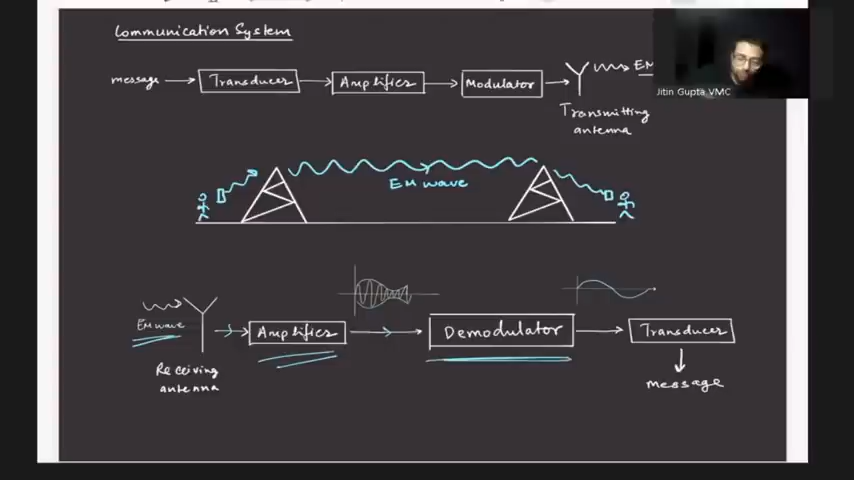 Communication System
message → Transducer → Amplifier → Modulator → EM
Jitin Gupta VMC
Transmitting
antenna
EM wave
EM wave
Amplifier
Demodulator
Transducer
Receiving
antenna
message